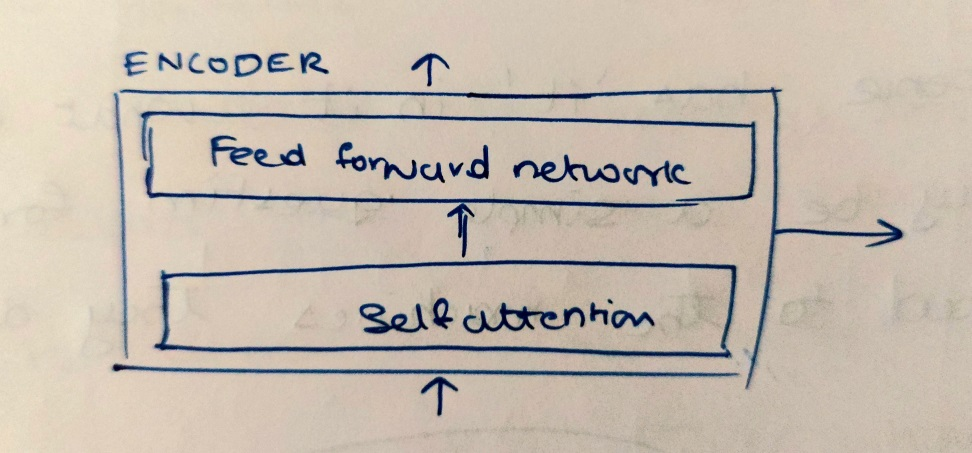 ENCODER
Feed forward network
Self attention